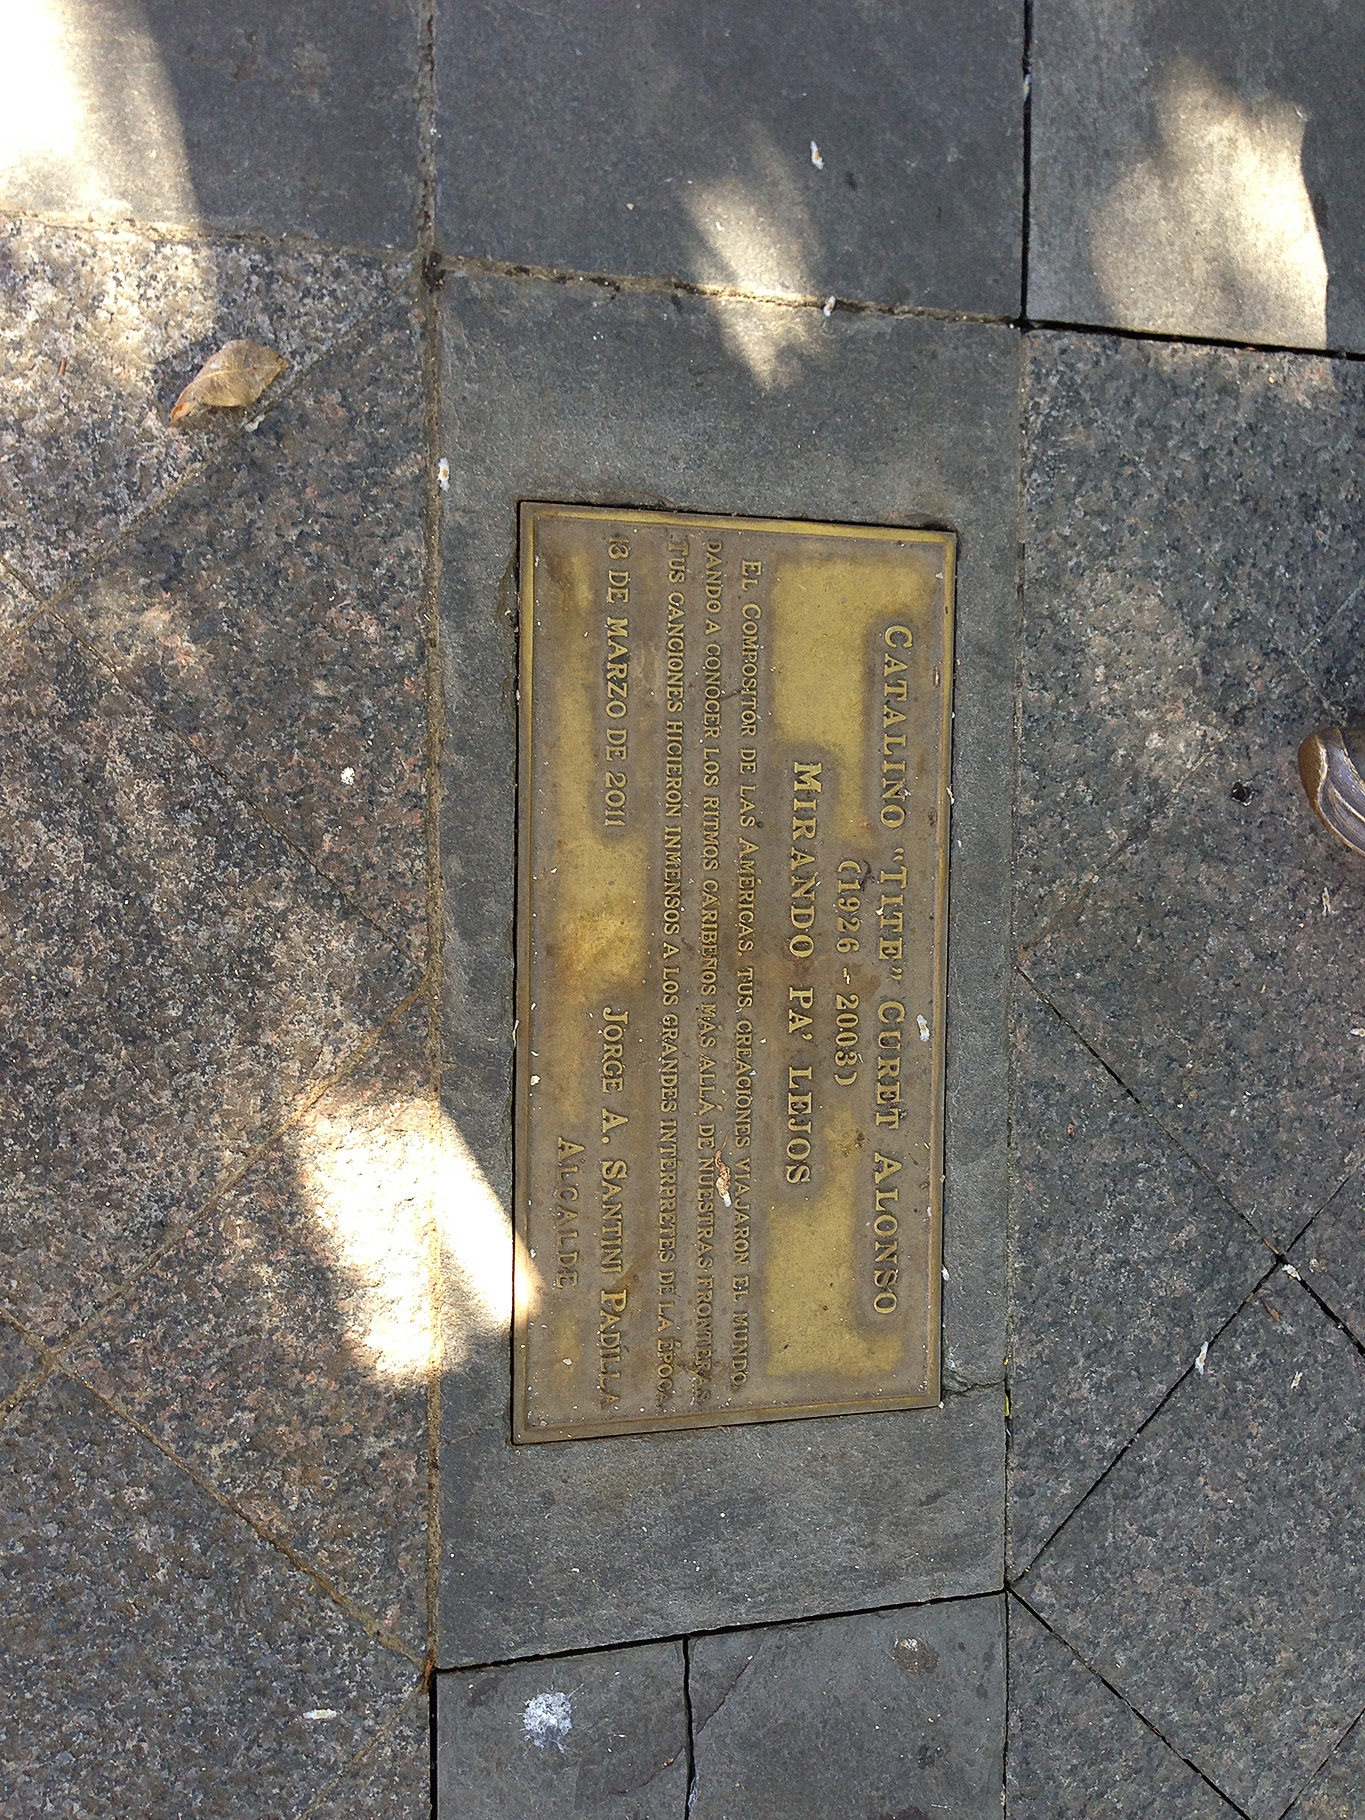 CATALINO "TITE" CURET ALONSO
(1926 - 2003)
MIRANDO PA' LEJOS
EL COMPOSITOR DE LAS AMÉRICAS, TUS CREACIONES VIAJARON EL MUNDO,
DANDO A CONOCER LOS RITMOS CARIBEÑOS MÁS ALLÁ DE NUESTRAS FRONTERAS.
TUS CANCIONES HICIERON INMENSOS A LOS GRANDES INTÉRPRETES DE LA ÉPOCA.
13 DE MARZO DE 2011 JORGE A. SANTINI PADILLA
ALCALDE